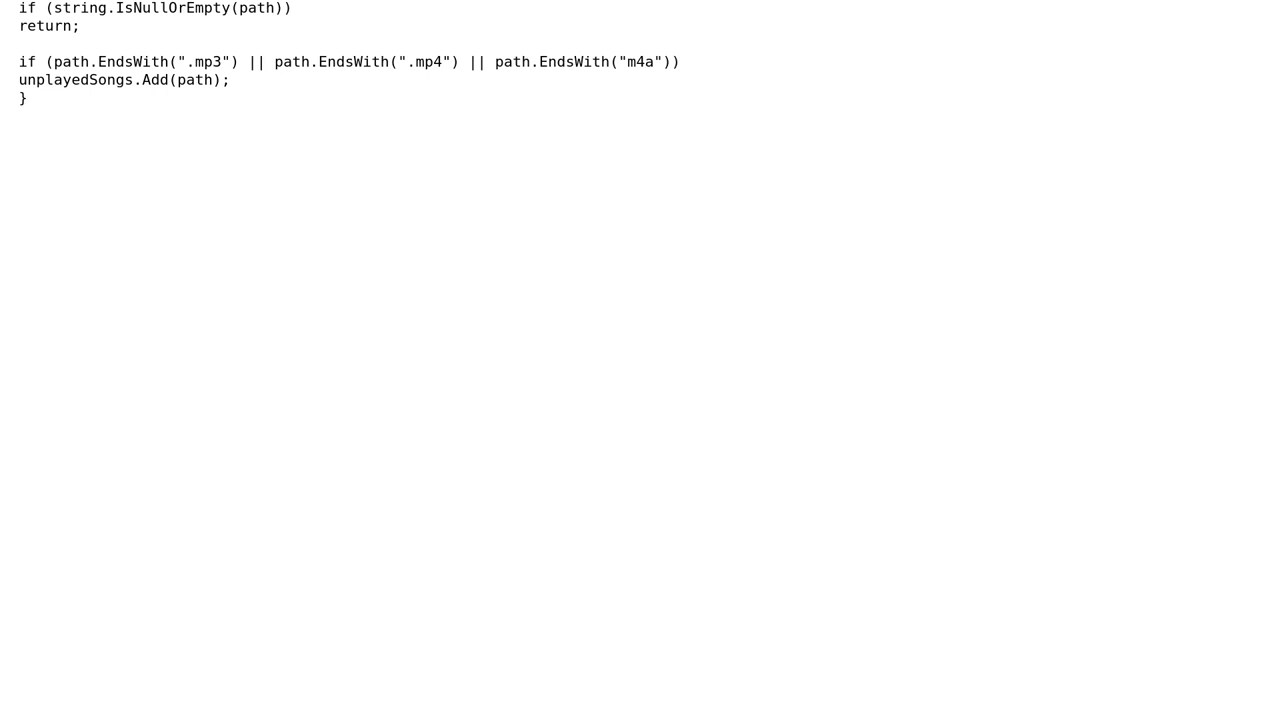 if (string.IsNullOrEmpty(path))
return;

if (path.EndsWith(".mp3") || path.EndsWith(".mp4") || path.EndsWith("m4a"))
unplayedSongs.Add(path);
}